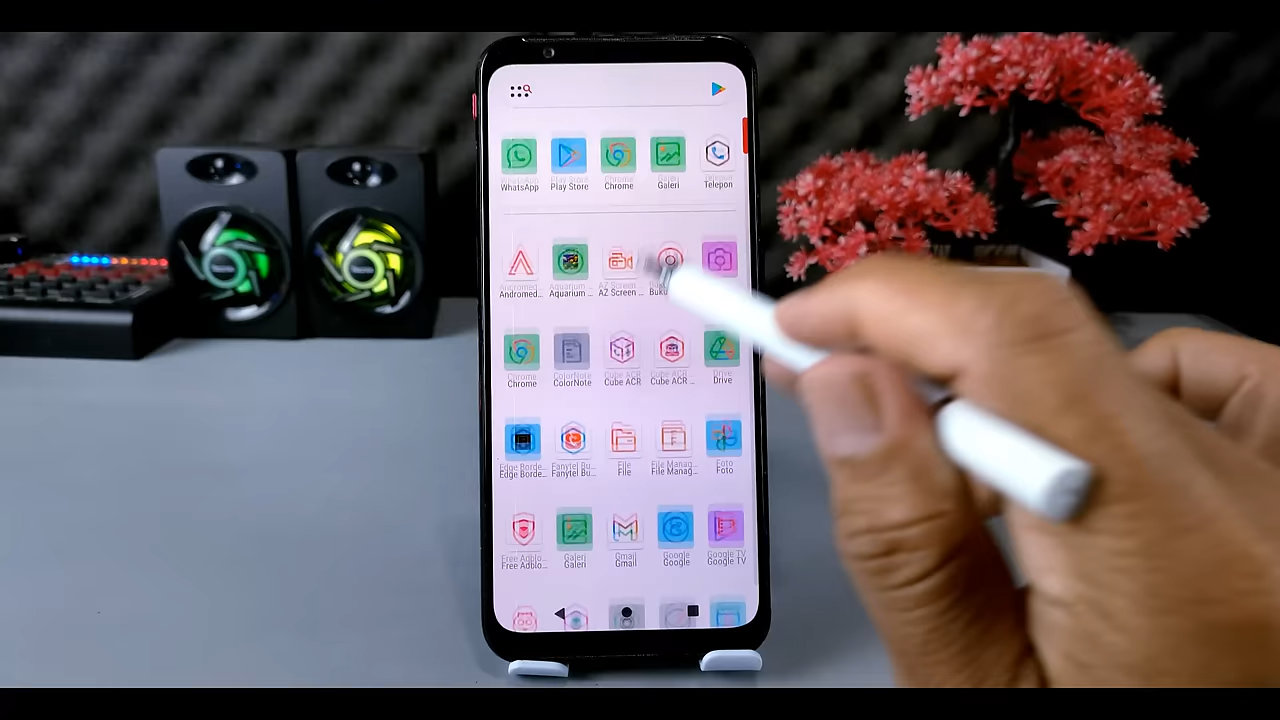 WhatsApp Play Store Chrome Galeri Telepon
Andromed... Aquarium ... AZ Screen ...
Chrome ColorNote Cube ACR Cube ACR ... Drive
Edge Borde... Fanytel Bu... File File Manag... Foto
Free Adblo... Galeri Gmail Google Google TV